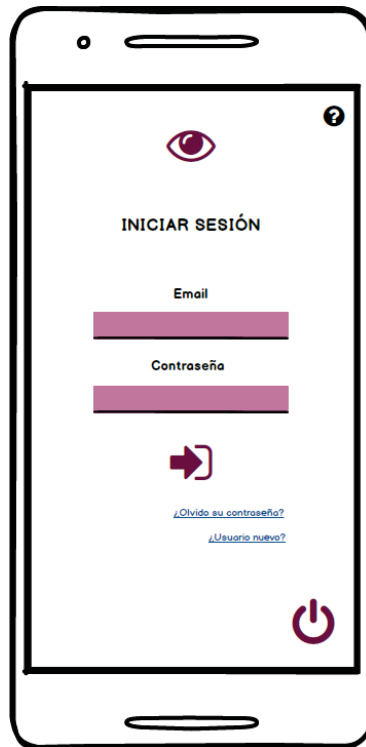 ?
INICIAR SESIÓN
Email
Contraseña
¿Olvido su contraseña?
¿Usuario nuevo?